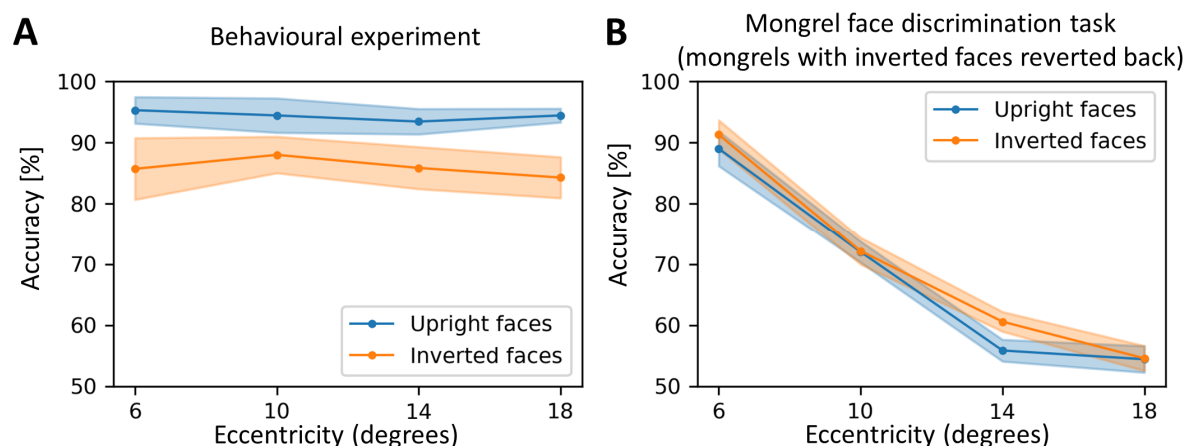 A
Behavioural experiment
Accuracy [%]
100
90
80
70
60
50
6 10 14 18
Eccentricity (degrees)
Upright faces
Inverted faces
B
Mongrel face discrimination task
(mongrels with inverted faces reverted back)
Accuracy [%]
100
90
80
70
60
50
6 10 14 18
Eccentricity (degrees)
Upright faces
Inverted faces